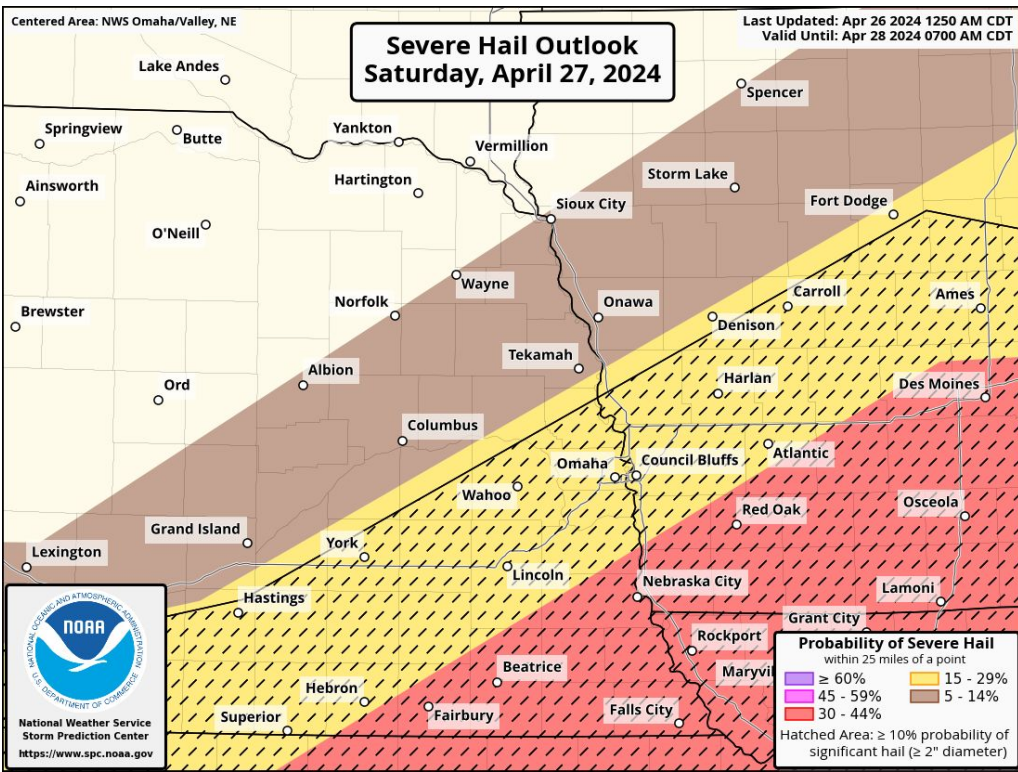 Centered Area: NWS Omaha/Valley, NE
Last Updated: Apr 26 2024 1250 AM CDT
Valid Until: Apr 28 2024 0700 AM CDT
Severe Hail Outlook
Saturday, April 27, 2024
Lake Andes
Spencer
Springview
Butte
Yankton
Vermillion
Ainsworth
Hartington
Storm Lake
Sioux City
Fort Dodge
O'Neill
Wayne
Norfolk
Onawa
Carroll
Ames
Brewster
Denison
Tekamah
Albion
Harlan
Des Moines
Ord
Columbus
Atlantic
Omaha
Council Bluffs
Wahoo
Red Oak
Osceola
Grand Island
York
Lexington
Lincoln
Nebraska City
Hastings
Lamoni
Grant City
Rockport
Beatrice
Hebron
Fairbury
Falls City
Superior
NATIONAL OCEANIC AND ATMOSPHERIC ADMINISTRATION
NOAA
U.S. DEPARTMENT OF COMMERCE
National Weather Service
Storm Prediction Center
https://www.spc.noaa.gov
Maryvi
Probability of Severe Hail
within 25 miles of a point
≥ 60%
15 - 29%
45 - 59%
5 - 14%
30 - 44%
Hatched Area: ≥ 10% probability of
significant hail (≥ 2" diameter)